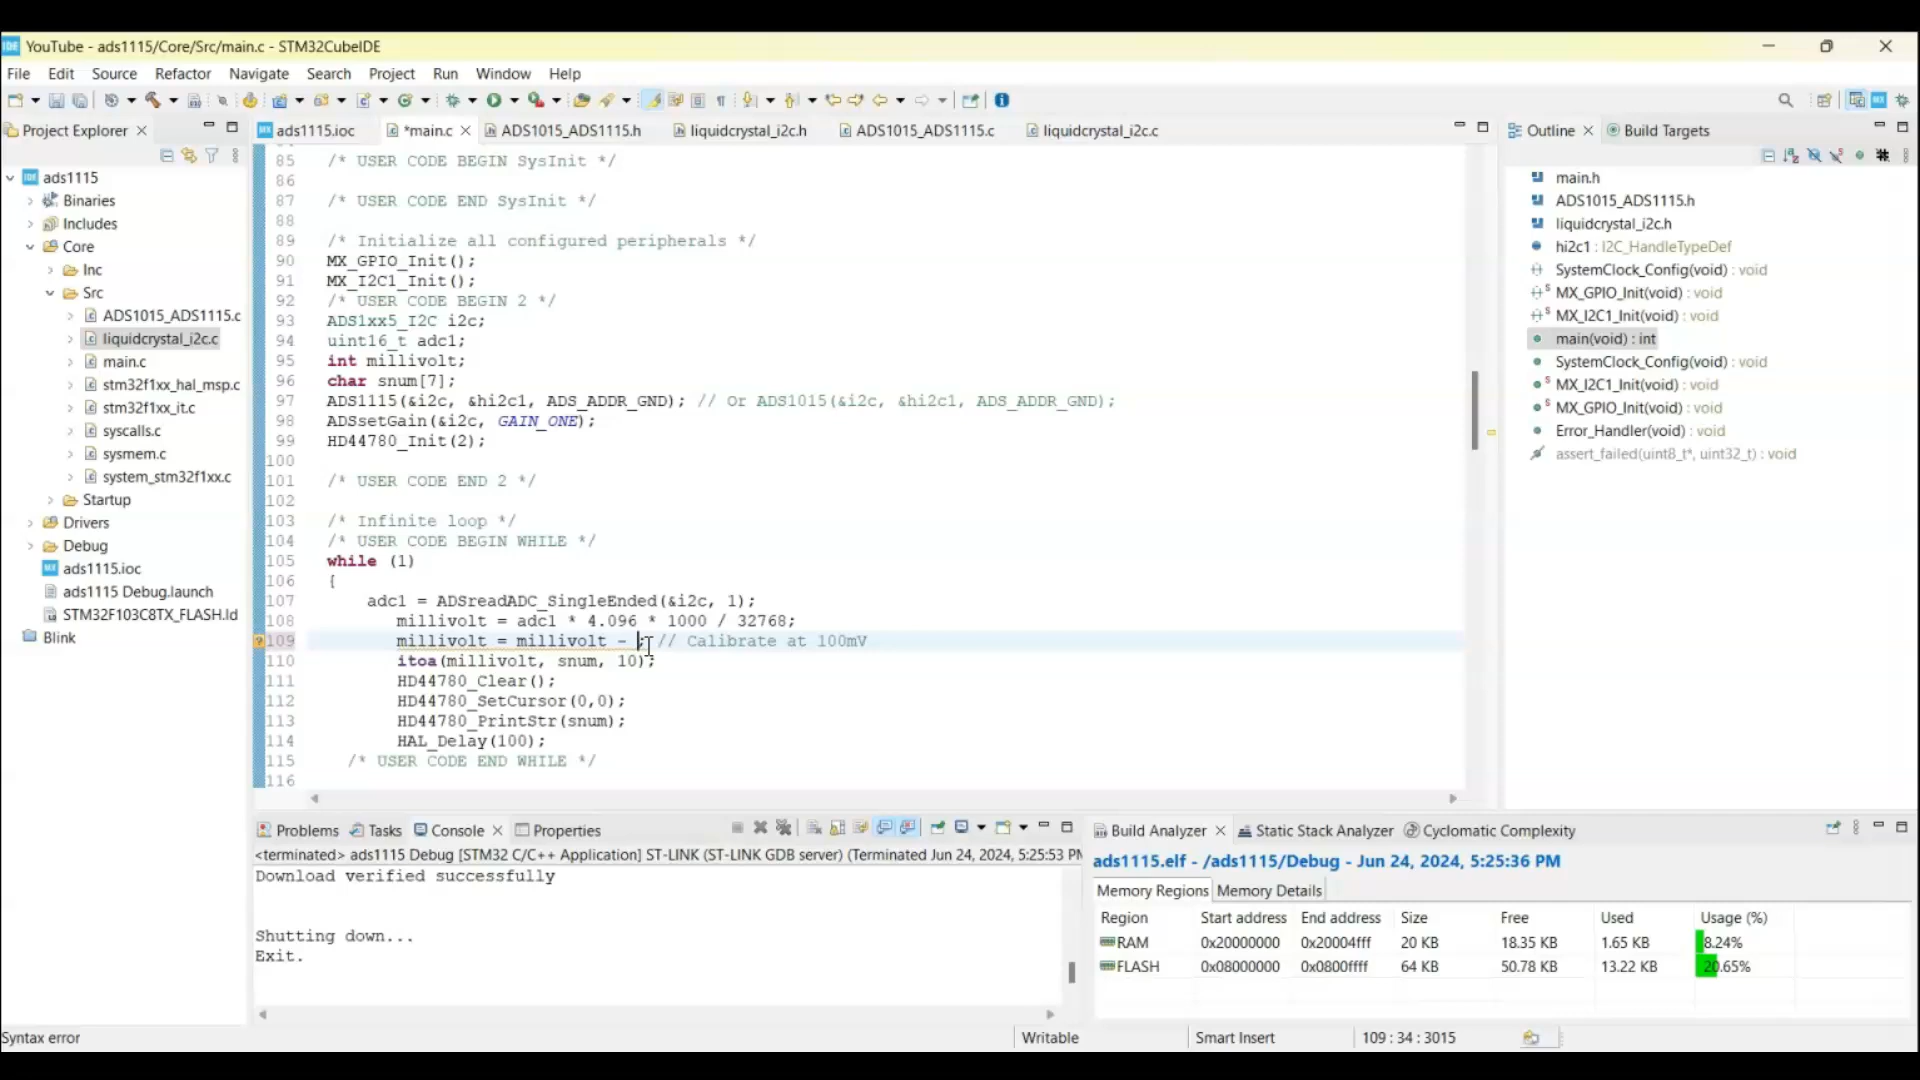 YouTube - ads1115/Core/Src/main.c - STM32CubeIDE
File Edit Source Refactor Navigate Search Project Run Window Help
Project Explorer
ads1115.ioc *main.c ADS1015_ADS1115.h liquidcrystal_i2c.h ADS1015_ADS1115.c liquidcrystal_i2c.c
Outline Build Targets
ads1115
Binaries
Includes
Core
Inc
Src
ADS1015_ADS1115.c
liquidcrystal_i2c.c
main.c
stm32f1xx_hal_msp.c
stm32f1xx_it.c
syscalls.c
sysmem.c
system_stm32f1xx.c
Startup
Drivers
Debug
ads1115.ioc
ads1115 Debug.launch
STM32F103C8TX_FLASH.ld
Blink
85 /* USER CODE BEGIN SysInit */
86
87 /* USER CODE END SysInit */
88
89 /* Initialize all configured peripherals */
90 MX_GPIO_Init();
91 MX_I2C1_Init();
92 /* USER CODE BEGIN 2 */
93 ADS1xx5_I2C i2c;
94 uint16_t adc1;
95 int millivolt;
96 char snum[7];
97 ADS1115(&i2c, &hi2c1, ADS_ADDR_GND); // Or ADS1015(&i2c, &hi2c1, ADS_ADDR_GND);
98 ADSsetGain(&i2c, GAIN_ONE);
99 HD44780_Init(2);
100
101 /* USER CODE END 2 */
102
103 /* Infinite loop */
104 /* USER CODE BEGIN WHILE */
105 while (1)
106 {
107 adc1 = ADSreadADC_SingleEnded(&i2c, 1);
108 millivolt = adc1 * 4.096 * 1000 / 32768;
109 millivolt = millivolt - ; // Calibrate at 100mV
110 itoa(millivolt, snum, 10);
111 HD44780_Clear();
112 HD44780_SetCursor(0,0);
113 HD44780_PrintStr(snum);
114 HAL_Delay(100);
115 /* USER CODE END WHILE */
116
main.h
ADS1015_ADS1115.h
liquidcrystal_i2c.h
hi2c1 : I2C_HandleTypeDef
SystemClock_Config(void) : void
MX_GPIO_Init(void) : void
MX_I2C1_Init(void) : void
main(void) : int
SystemClock_Config(void) : void
MX_I2C1_Init(void) : void
MX_GPIO_Init(void) : void
Error_Handler(void) : void
assert_failed(uint8_t*, uint32_t) : void
Problems Tasks Console Properties
<terminated> ads1115 Debug [STM32 C/C++ Application] ST-LINK (ST-LINK GDB server) (Terminated Jun 24, 2024, 5:25:53 PM
Download verified successfully
Shutting down...
Exit.
Build Analyzer Static Stack Analyzer Cyclomatic Complexity
ads1115.elf - /ads1115/Debug - Jun 24, 2024, 5:25:36 PM
Memory Regions Memory Details
Region Start address End address Size Free Used Usage (%)
RAM 0x20000000 0x20004fff 20 KB 18.35 KB 1.65 KB 8.24%
FLASH 0x08000000 0x0800ffff 64 KB 50.78 KB 13.22 KB 20.65%
Syntax error Writable Smart Insert 109 : 34 : 3015